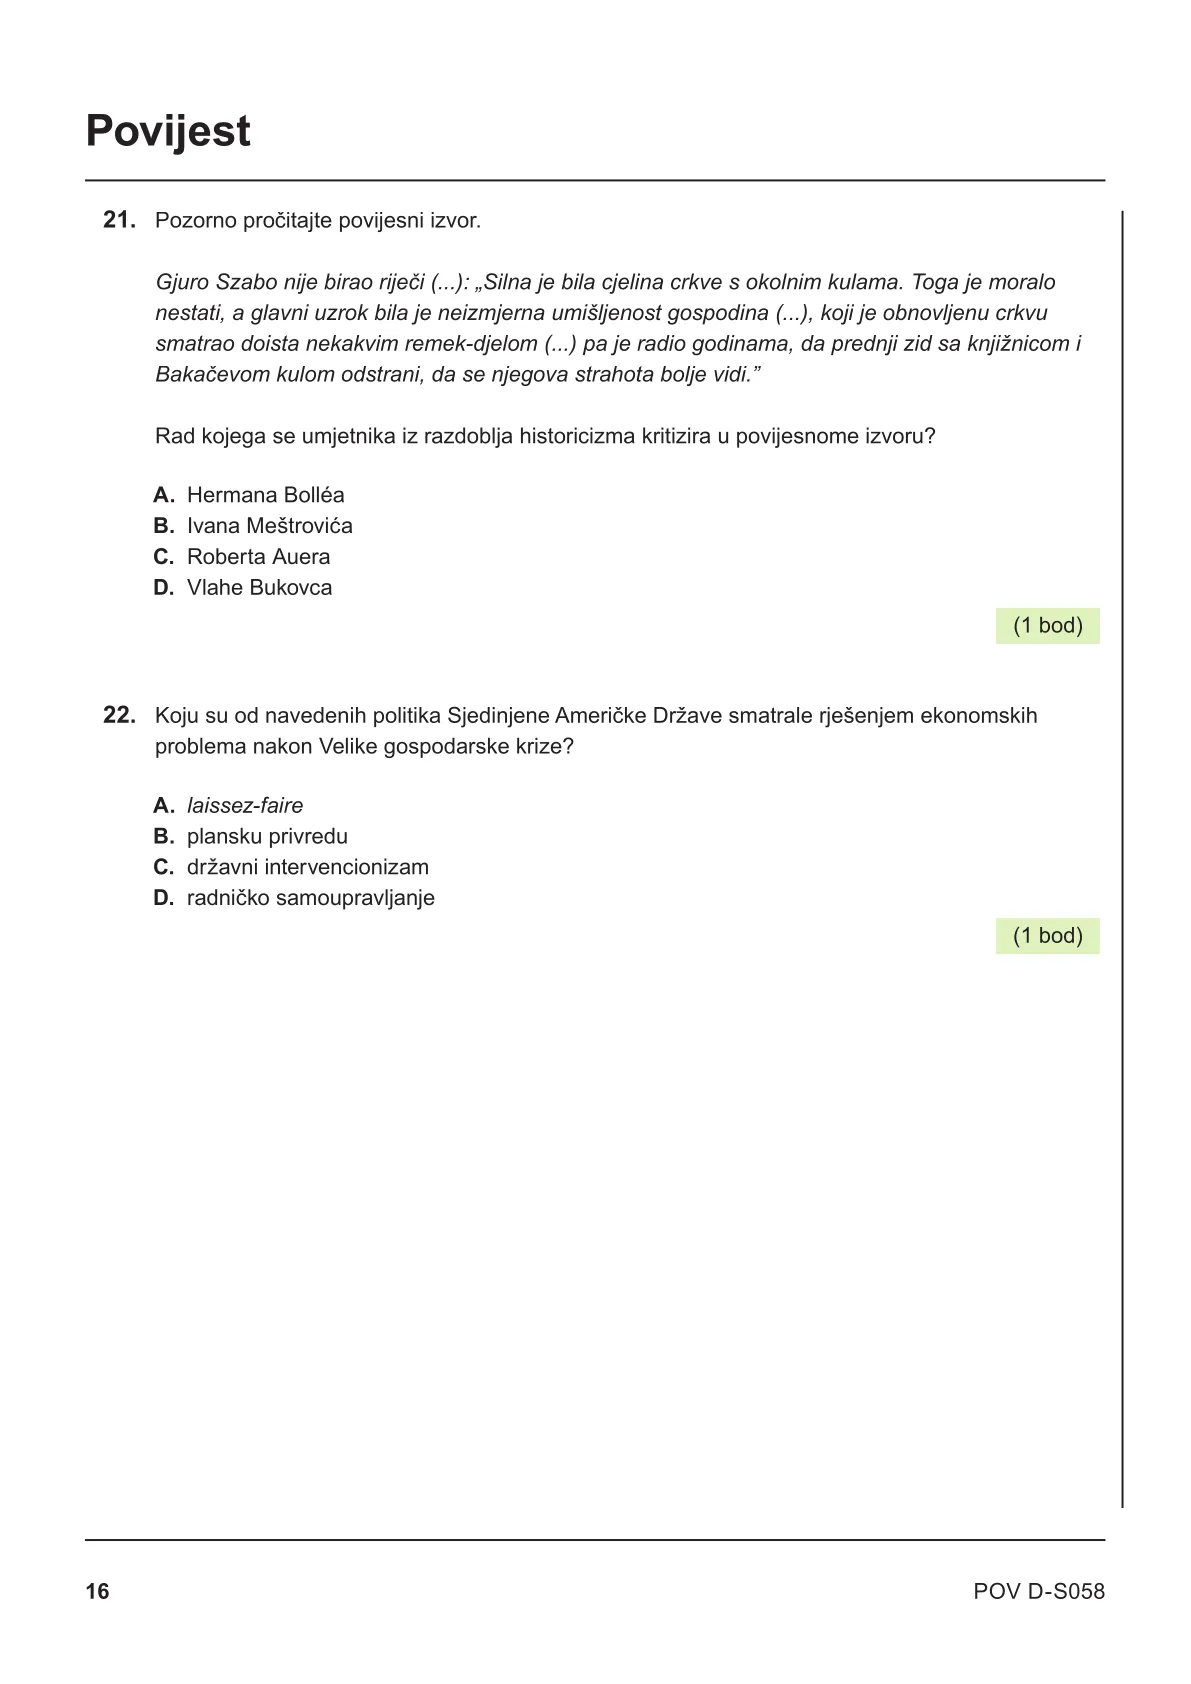 Povijest
21. Pozorno pročitajte povijesni izvor.
Gjuro Szabo nije birao riječi (...): „Silna je bila cjelina crkve s okolnim kulama. Toga je moralo
nestati, a glavni uzrok bila je neizmjerna umišljenost gospodina (...), koji je obnovljenu crkvu
smatrao doista nekakvim remek-djelom (...) pa je radio godinama, da prednji zid sa knjižnicom i
Bakačevom kulom odstrani, da se njegova strahota bolje vidi.”
Rad kojega se umjetnika iz razdoblja historicizma kritizira u povijesnome izvoru?
A. Hermana Bolléa
B. Ivana Meštrovića
C. Roberta Auera
D. Vlahe Bukovca
(1 bod)
22. Koju su od navedenih politika Sjedinjene Američke Države smatrale rješenjem ekonomskih
problema nakon Velike gospodarske krize?
A. laissez-faire
B. plansku privredu
C. državni intervencionizam
D. radničko samoupravljanje
(1 bod)
16
POV D-S058